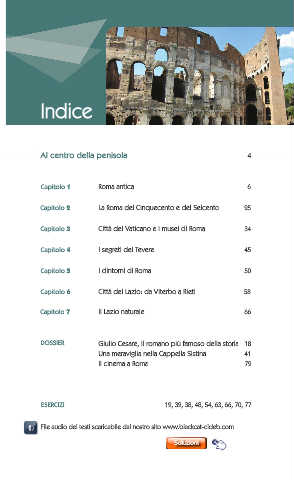 Indice
Al centro della penisola 4
Capitolo 1 Roma antica 6
Capitolo 2 La Roma del Cinquecento e del Seicento 25
Capitolo 3 Città del Vaticano e i musei di Roma 34
Capitolo 4 I segreti del Tevere 45
Capitolo 5 I dintorni di Roma 50
Capitolo 6 Città del Lazio: da Viterbo a Rieti 58
Capitolo 7 Il Lazio naturale 66
DOSSIER Giulio Cesare, il romano più famoso della storia 18
Una meraviglia nella Cappella Sistina 41
Il cinema a Roma 79
ESERCIZI 19, 39, 38, 48, 54, 63, 66, 70, 77
File audio dei testi scaricabile dal nostro sito www.blackcat-cideb.com
Soluzioni